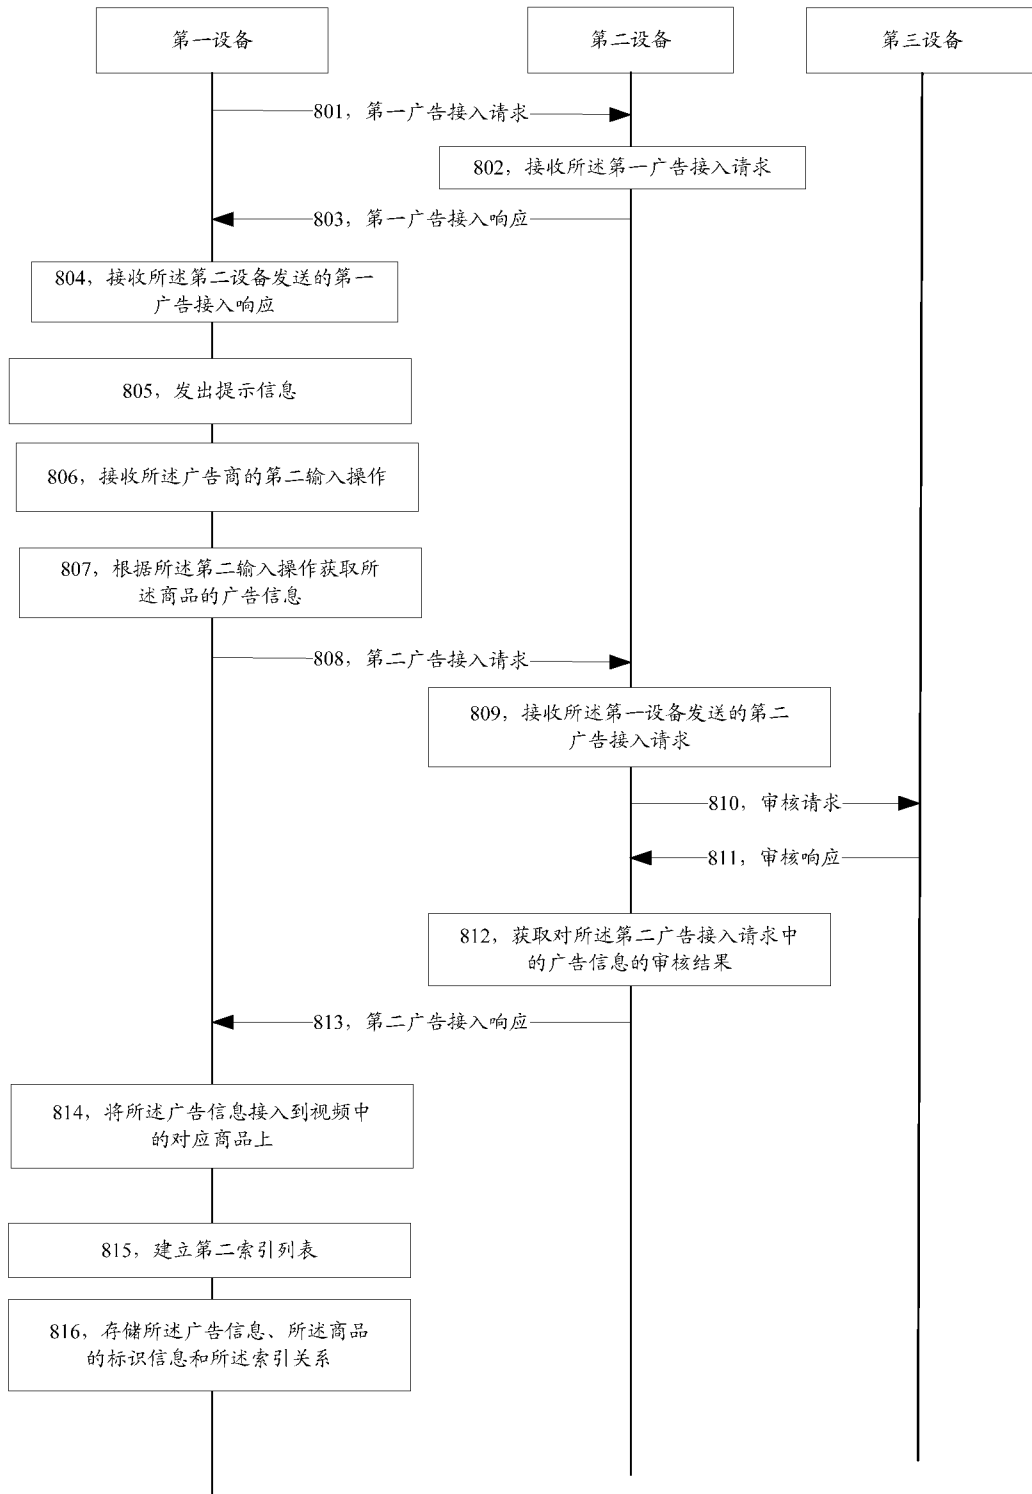 第一设备
第二设备
第三设备
801，第一广告接入请求
802，接收所述第一广告接入请求
803，第一广告接入响应
804，接收所述第二设备发送的第一
广告接入响应
805，发出提示信息
806，接收所述广告商的第二输入操作
807，根据所述第二输入操作获取所
述商品的广告信息
808，第二广告接入请求
809，接收所述第一设备发送的第二
广告接入请求
810，审核请求
811，审核响应
812，获取对所述第二广告接入请求中
的广告信息的审核结果
813，第二广告接入响应
814，将所述广告信息接入到视频中
的对应商品上
815，建立第二索引列表
816，存储所述广告信息、所述商品
的标识信息和所述索引关系